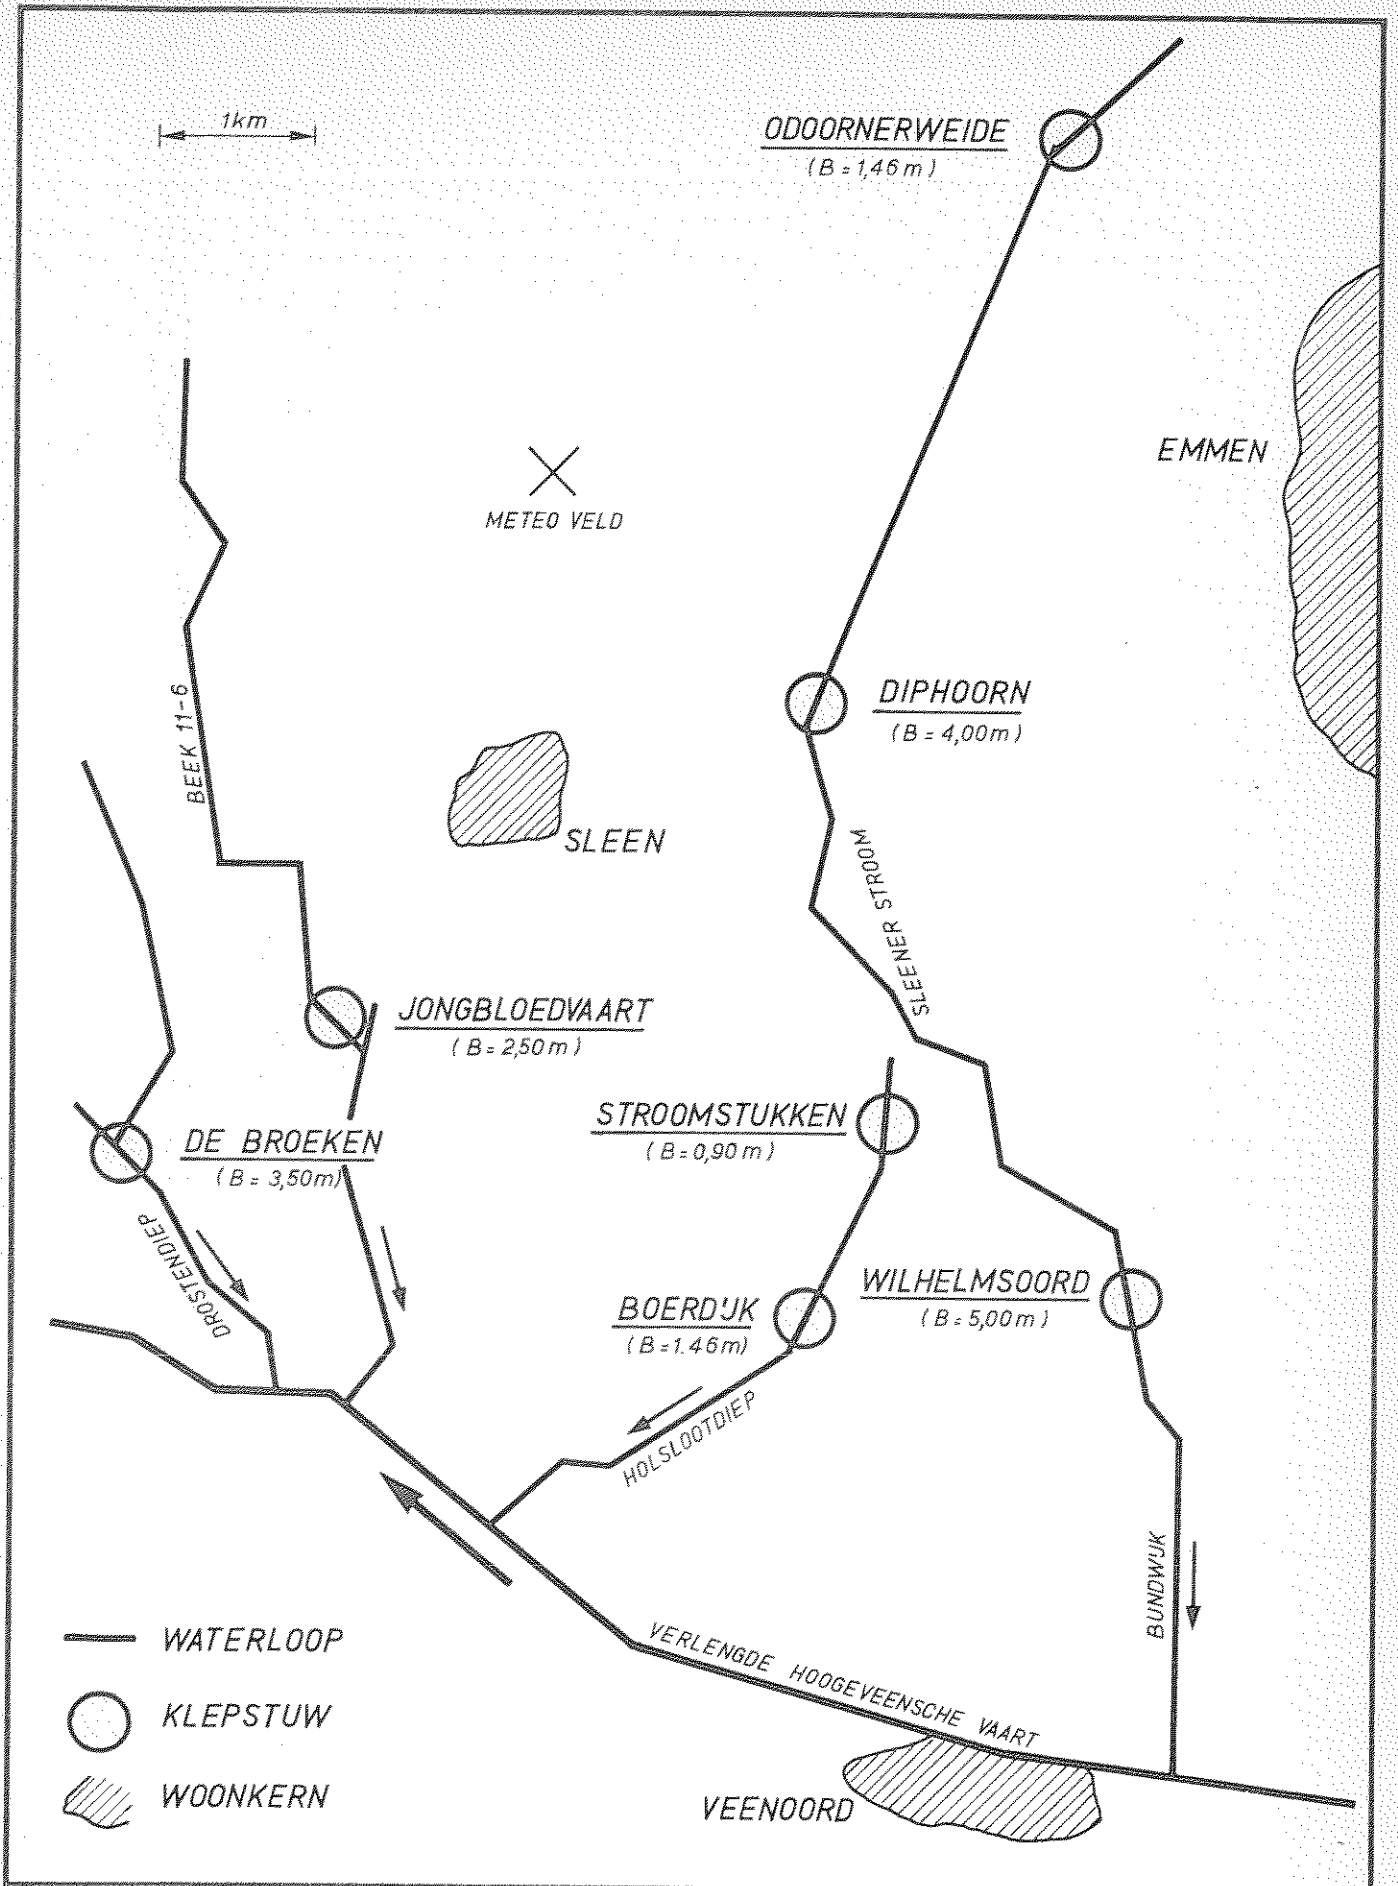 1km
ODOORNERWEIDE
(B = 1,46 m)
EMMEN
METEO VELD
DIPHOORN
(B = 4,00m)
BEEK 11-6
SLEEN
SLEENER STROOM
JONGBLOEDVAART
(B = 2,50 m)
STROOMSTUKKEN
(B = 0,90 m)
DE BROEKEN
(B = 3,50m)
DROSTENDIEP
WILHELMSOORD
(B = 5,00m)
BOERDIJK
(B = 1.46m)
HOLSLOOTDIEP
BUNDWIJK
WATERLOOP
VERLENGDE HOOGEVEENSCHE VAART
KLEPSTUW
WOONKERN
VEENOORD